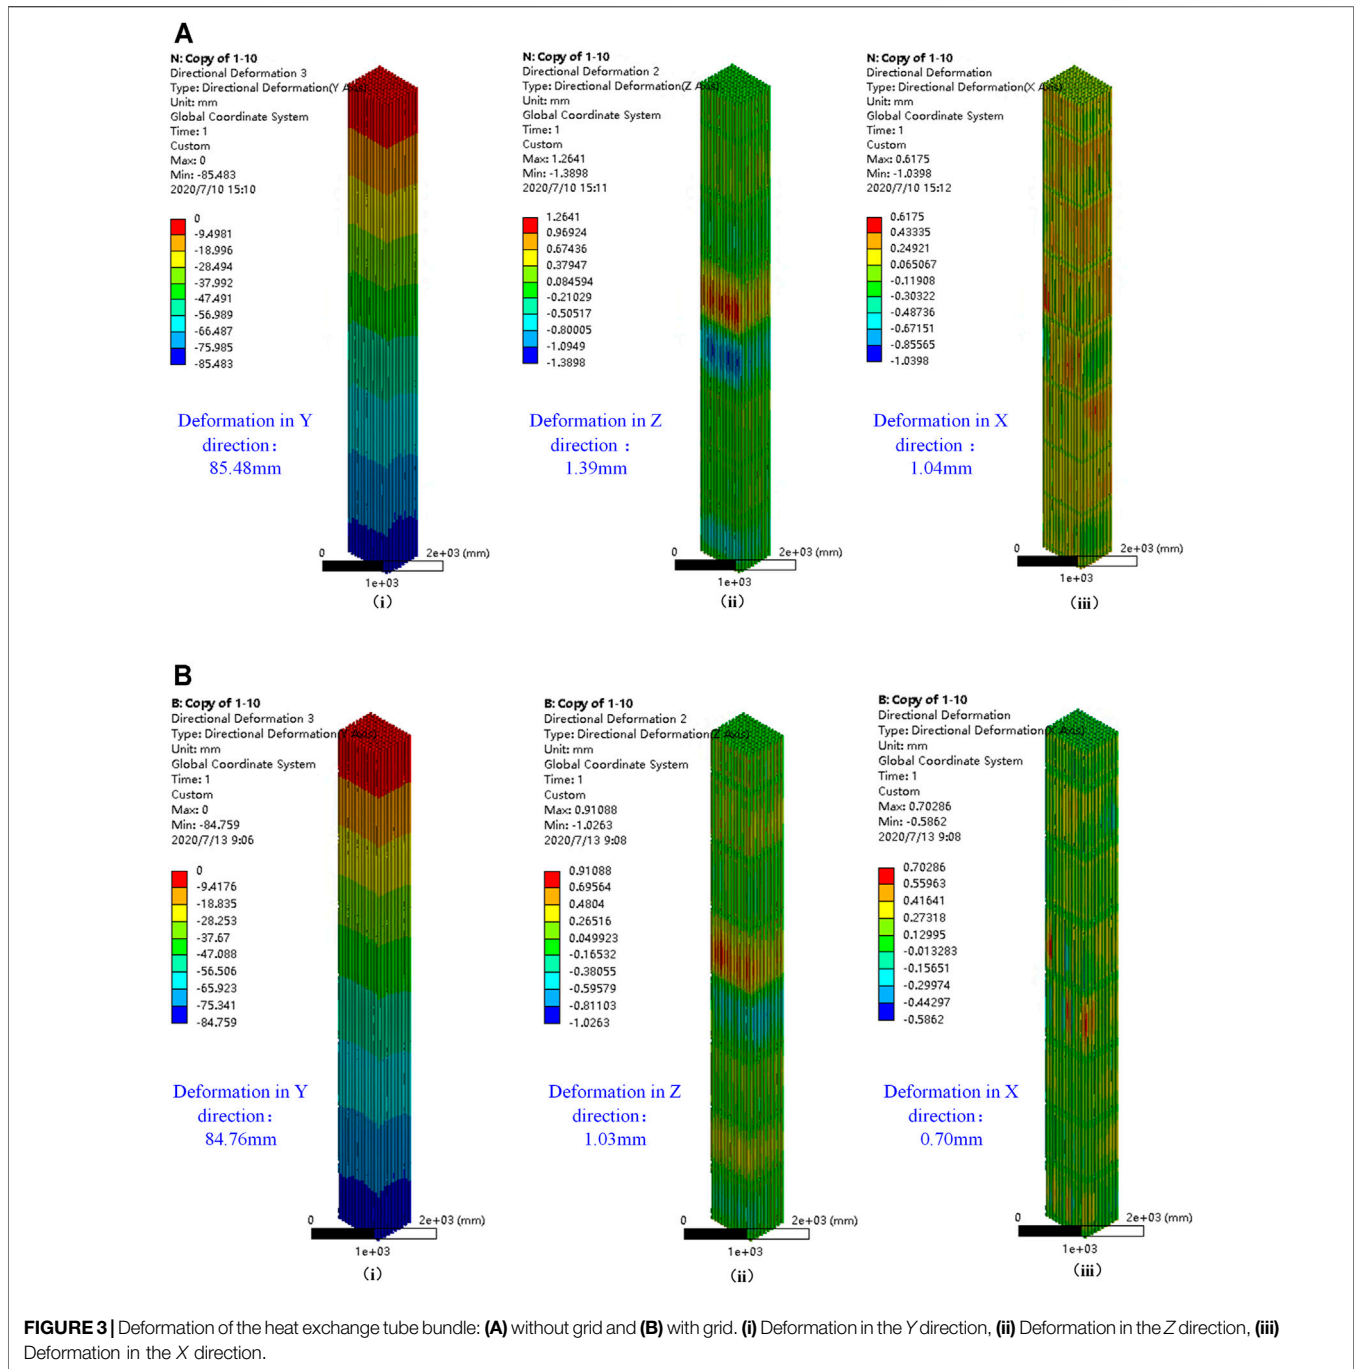 A
N: Copy of 1-10
Directional Deformation 3
Type: Directional Deformation(Y Axis)
Unit: mm
Global Coordinate System
Time: 1
Custom
Max: 0
Min: -85.483
2020/7/10 15:10
0
-9.4981
-18.996
-28.494
-37.992
-47.491
-56.989
-66.487
-75.985
-85.483
Deformation in Y
direction：
85.48mm
0
2e+03 (mm)
1e+03
(i)
N: Copy of 1-10
Directional Deformation 2
Type: Directional Deformation(Z Axis)
Unit: mm
Global Coordinate System
Time: 1
Custom
Max: 1.2641
Min: -1.3898
2020/7/10 15:11
1.2641
0.96924
0.67436
0.37947
0.084594
-0.21029
-0.50517
-0.80005
-1.0949
-1.3898
Deformation in Z
direction：
1.39mm
0
2e+03 (mm)
1e+03
(ii)
N: Copy of 1-10
Directional Deformation
Type: Directional Deformation(X Axis)
Unit: mm
Global Coordinate System
Time: 1
Custom
Max: 0.6175
Min: -1.0398
2020/7/10 15:12
0.6175
0.43335
0.24921
0.065067
-0.11908
-0.30322
-0.48736
-0.67151
-0.85565
-1.0398
Deformation in X
direction：
1.04mm
0
2e+03 (mm)
1e+03
(iii)
B
B: Copy of 1-10
Directional Deformation 3
Type: Directional Deformation(Y Axis)
Unit: mm
Global Coordinate System
Time: 1
Custom
Max: 0
Min: -84.759
2020/7/13 9:06
0
-9.4176
-18.835
-28.253
-37.67
-47.088
-56.506
-65.923
-75.341
-84.759
Deformation in Y
direction：
84.76mm
0
2e+03 (mm)
1e+03
(i)
B: Copy of 1-10
Directional Deformation 2
Type: Directional Deformation(Z Axis)
Unit: mm
Global Coordinate System
Time: 1
Custom
Max: 0.91088
Min: -1.0263
2020/7/13 9:08
0.91088
0.69564
0.4804
0.26516
0.049923
-0.16532
-0.38055
-0.59579
-0.81103
-1.0263
Deformation in Z
direction：
1.03mm
0
2e+03 (mm)
1e+03
(ii)
B: Copy of 1-10
Directional Deformation
Type: Directional Deformation(X Axis)
Unit: mm
Global Coordinate System
Time: 1
Custom
Max: 0.70286
Min: -0.5862
2020/7/13 9:08
0.70286
0.55963
0.41641
0.27318
0.12995
-0.013283
-0.15651
-0.29974
-0.44297
-0.5862
Deformation in X
direction：
0.70mm
0
2e+03 (mm)
1e+03
(iii)
FIGURE 3 | Deformation of the heat exchange tube bundle: (A) without grid and (B) with grid. (i) Deformation in the Y direction, (ii) Deformation in the Z direction, (iii)
Deformation in the X direction.